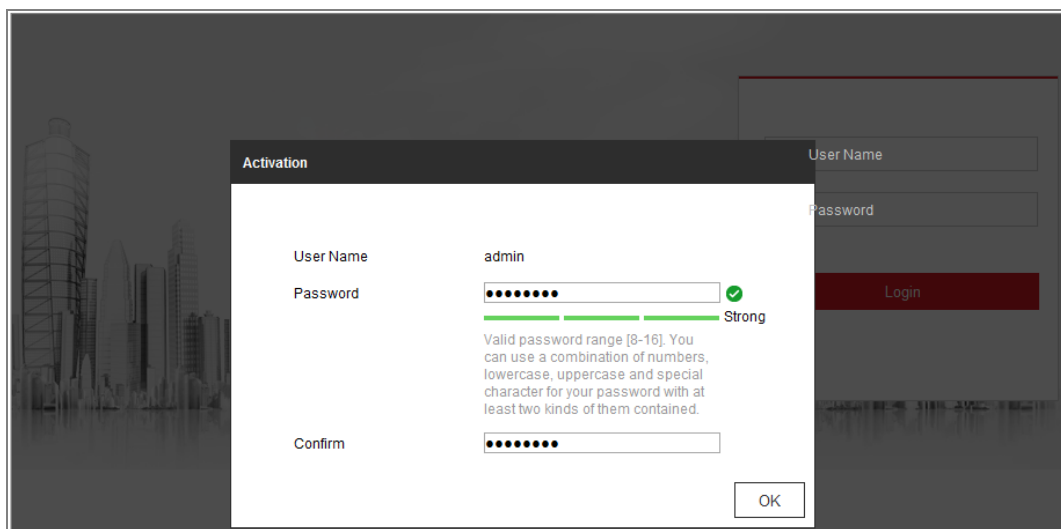 Activation
User Name
Password
Login
User Name admin
Password ●●●●●●●●
Strong
Valid password range [8-16]. You
can use a combination of numbers,
lowercase, uppercase and special
character for your password with at
least two kinds of them contained.
Confirm ●●●●●●●●
OK